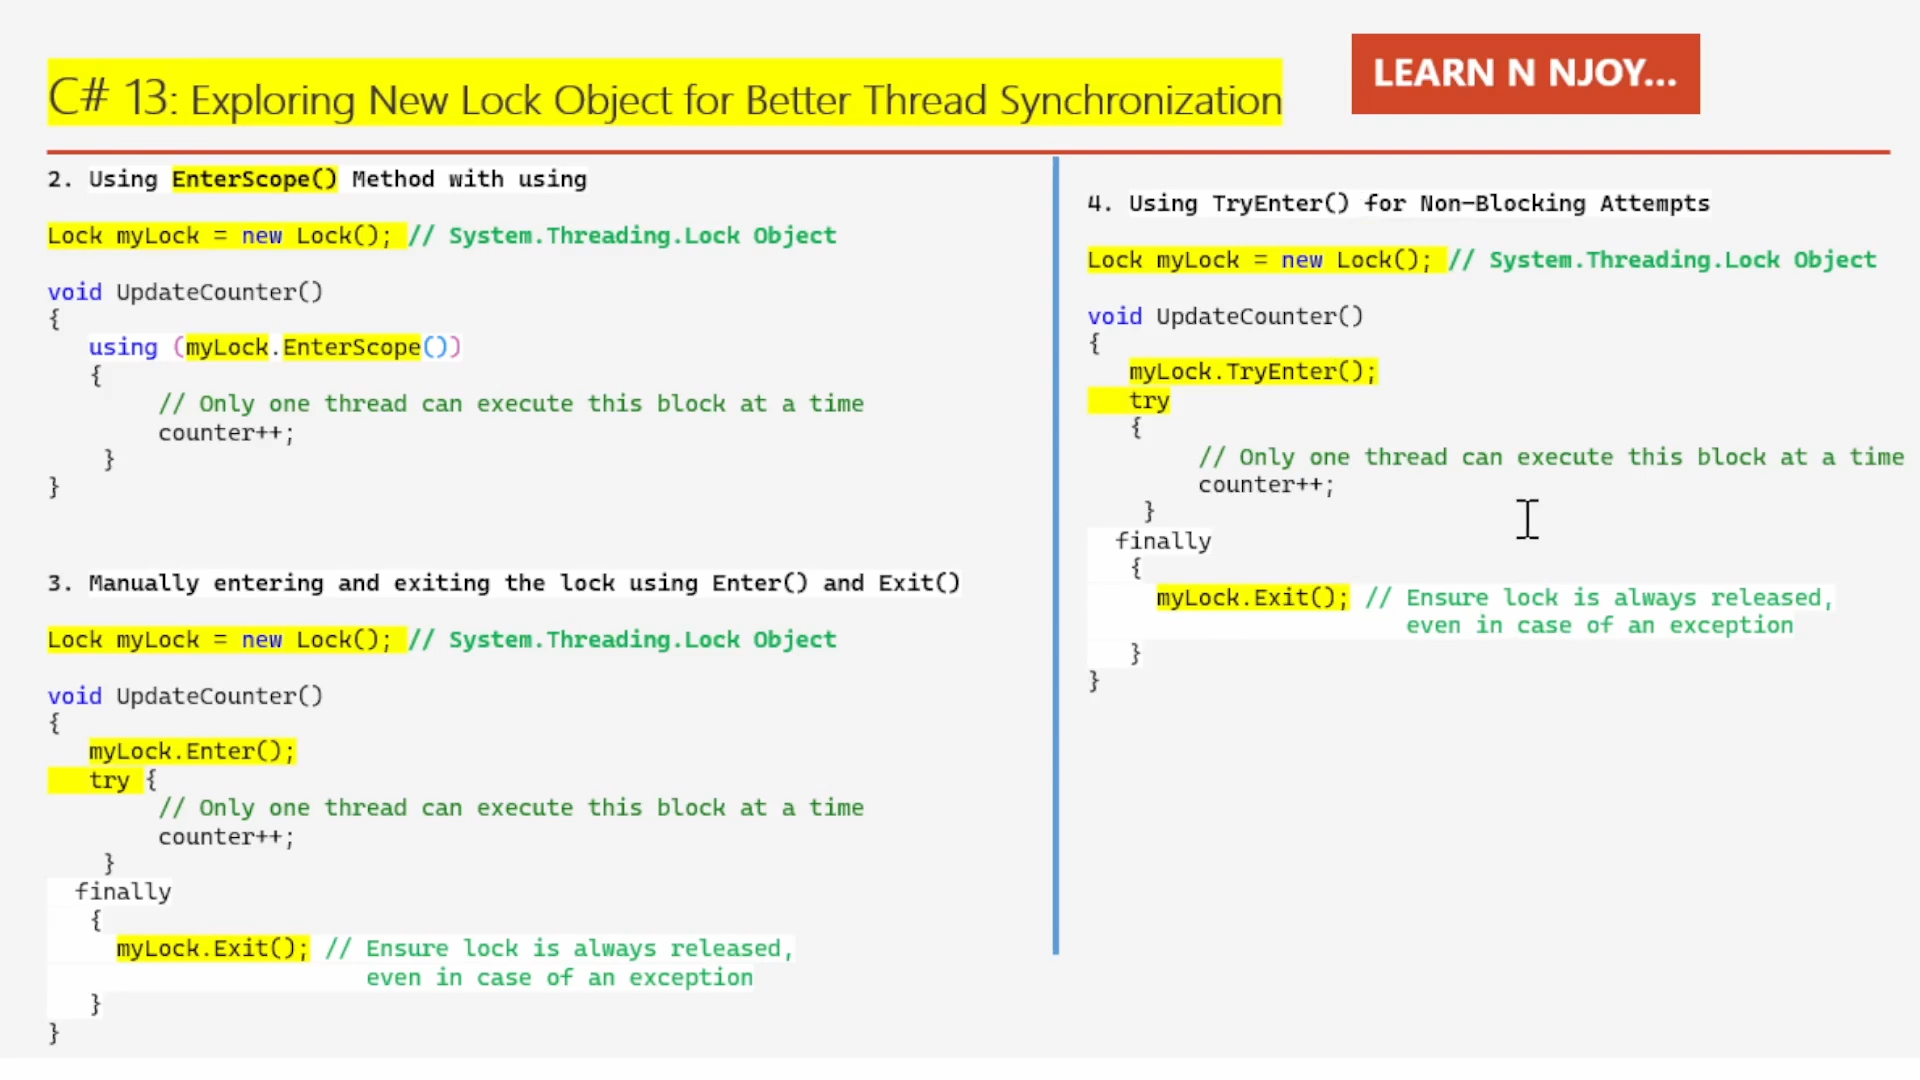 C# 13: Exploring New Lock Object for Better Thread Synchronization
LEARN N NJOY...
2. Using EnterScope() Method with using
Lock myLock = new Lock(); // System.Threading.Lock Object
void UpdateCounter()
{
using (myLock.EnterScope())
{
// Only one thread can execute this block at a time
counter++;
}
}
3. Manually entering and exiting the lock using Enter() and Exit()
Lock myLock = new Lock(); // System.Threading.Lock Object
void UpdateCounter()
{
myLock.Enter();
try {
// Only one thread can execute this block at a time
counter++;
}
finally
{
myLock.Exit(); // Ensure lock is always released,
even in case of an exception
}
}
4. Using TryEnter() for Non-Blocking Attempts
Lock myLock = new Lock(); // System.Threading.Lock Object
void UpdateCounter()
{
myLock.TryEnter();
try
{
// Only one thread can execute this block at a time
counter++;
}
finally
{
myLock.Exit(); // Ensure lock is always released,
even in case of an exception
}
}